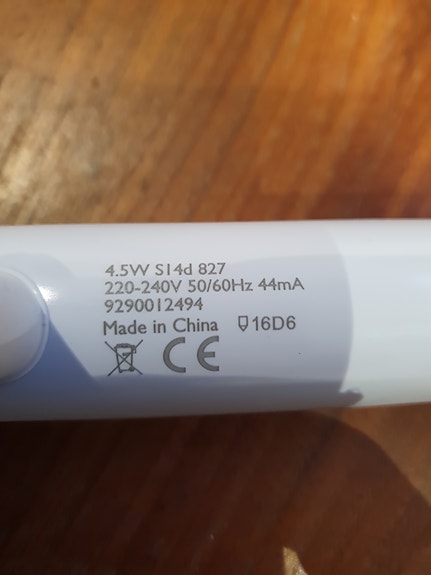 4.5W S14d 827
220-240V 50/60Hz 44mA
9290012494
Made in China 16D6
CE